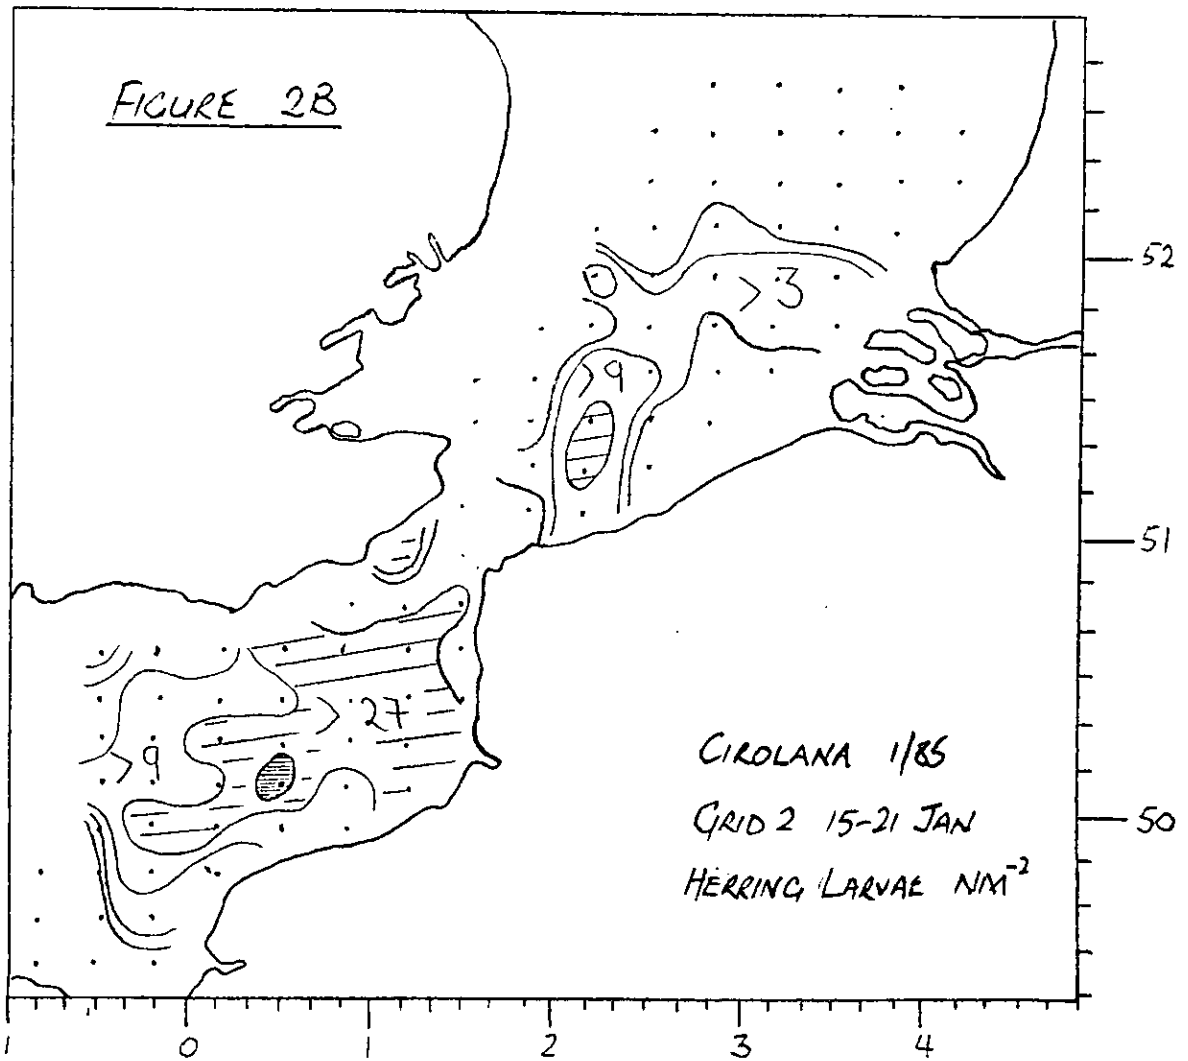 FIGURE 2B
52
> 3
> 9
51
> 27
> 9
CIROLANA 1/85
GRID 2 15-21 JAN
50
HERRING LARVAE NM⁻²
1 0 1 2 3 4